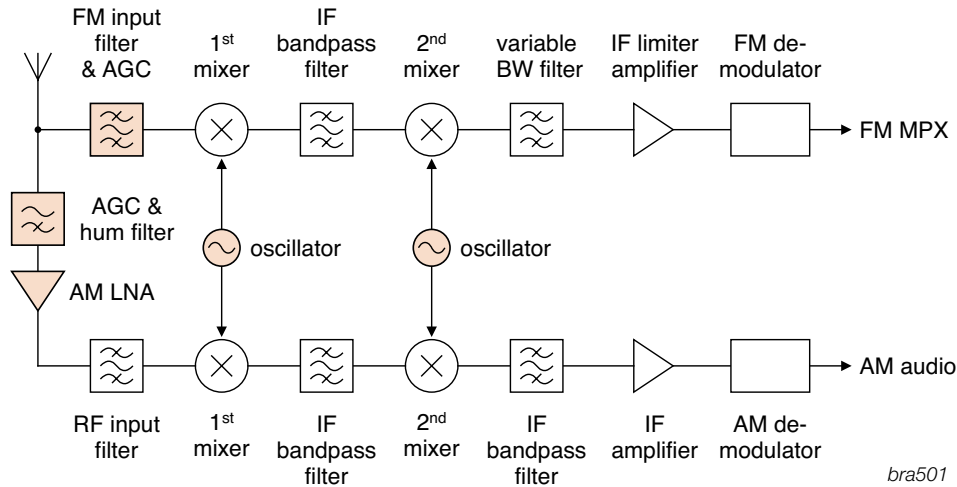 FM input
filter
& AGC
1st
mixer
IF
bandpass
filter
2nd
mixer
variable
BW filter
IF limiter
amplifier
FM de-
modulator
FM MPX
AGC &
hum filter
oscillator
oscillator
AM LNA
AM audio
RF input
filter
1st
mixer
IF
bandpass
filter
2nd
mixer
IF
bandpass
filter
IF
amplifier
AM de-
modulator
bra501